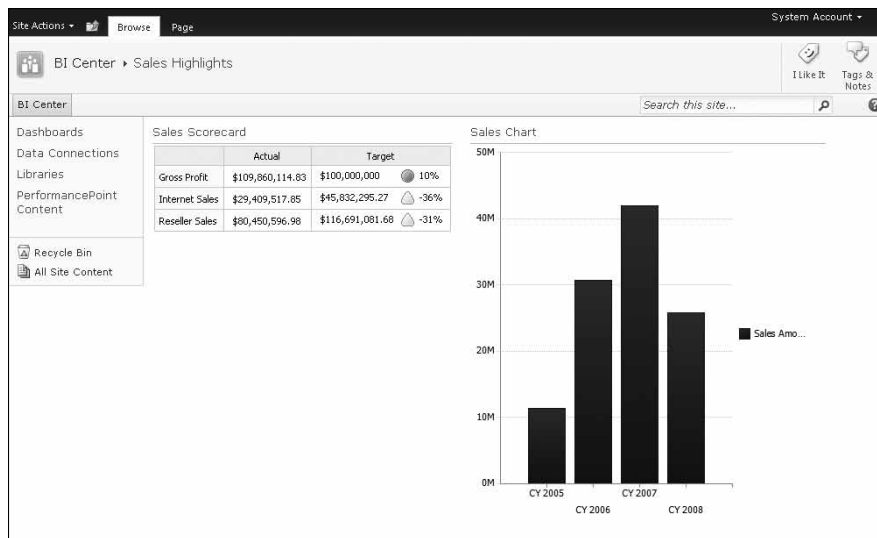 System Account
Site Actions
Browse
Page
BI Center ▸ Sales Highlights
I Like It
Tags &
Notes
BI Center
Search this site...
Dashboards
Data Connections
Libraries
PerformancePoint
Content
Recycle Bin
All Site Content
Sales Scorecard
Actual Target
Gross Profit $109,860,114.83 $100,000,000 10%
Internet Sales $29,409,517.85 $45,832,295.27 -36%
Reseller Sales $80,450,596.98 $116,691,081.68 -31%
Sales Chart
50M
40M
30M
20M
10M
0M
CY 2005
CY 2006
CY 2007
CY 2008
Sales Amo...